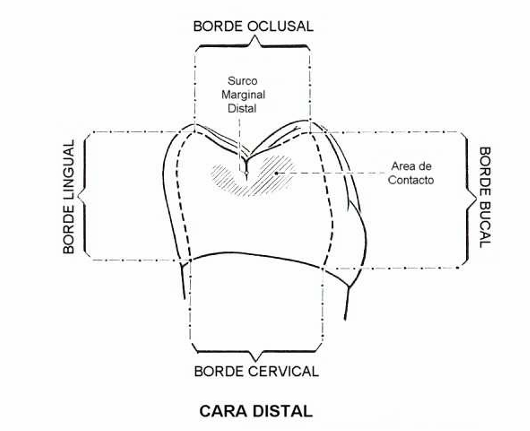 BORDE OCLUSAL
Surco
Marginal
Distal
BORDE LINGUAL
Area de
Contacto
BORDE BUCAL
BORDE CERVICAL
CARA DISTAL